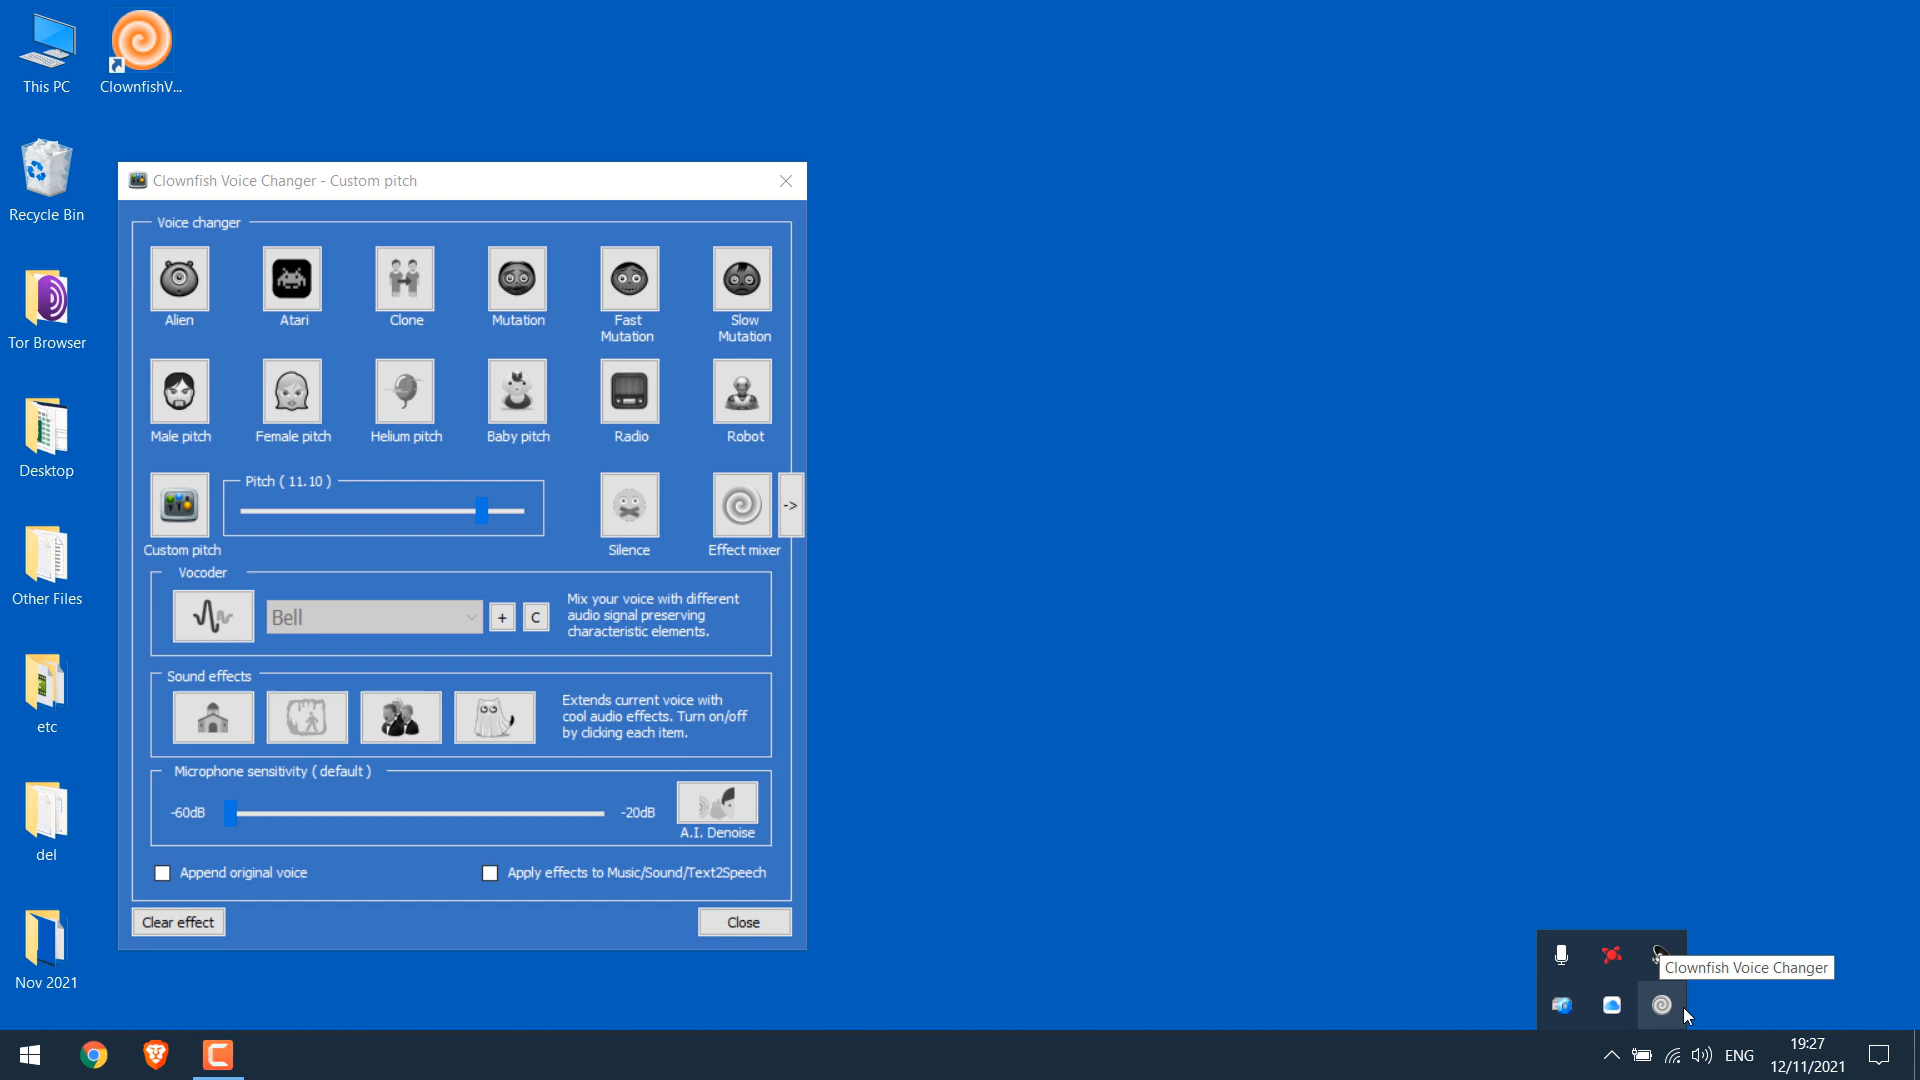 This PC
ClownfishV...
Recycle Bin
Tor Browser
Desktop
Other Files
etc
del
Nov 2021
Clownfish Voice Changer - Custom pitch
Voice changer
Alien
Atari
Clone
Mutation
Fast
Mutation
Slow
Mutation
Male pitch
Female pitch
Helium pitch
Baby pitch
Radio
Robot
Pitch ( 11.10 )
->
Custom pitch
Silence
Effect mixer
Vocoder
Bell
+
C
Mix your voice with different
audio signal preserving
characteristic elements.
Sound effects
Extends current voice with
cool audio effects. Turn on/off
by clicking each item.
Microphone sensitivity ( default )
-60dB
-20dB
A.I. Denoise
Append original voice
Apply effects to Music/Sound/Text2Speech
Clear effect
Close
Clownfish Voice Changer
ENG
19:27
12/11/2021